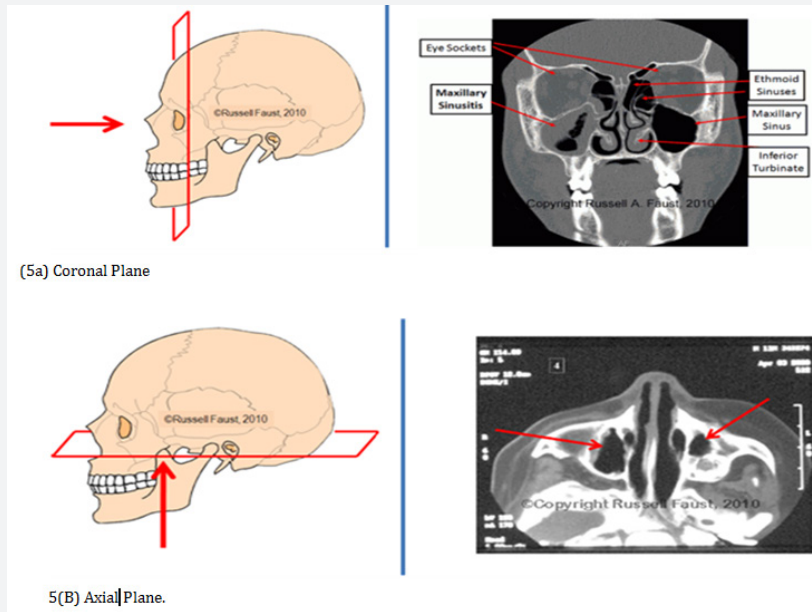 ©Russell Faust, 2010
Eye Sockets
Maxillary
Sinusitis
Ethmoid
Sinuses
Maxillary
Sinus
Inferior
Turbinate
Copyright Russell A. Faust, 2010
(5a) Coronal Plane
©Russell Faust, 2010
4
©Copyright Russell Faust, 2010
5(B) Axial Plane.